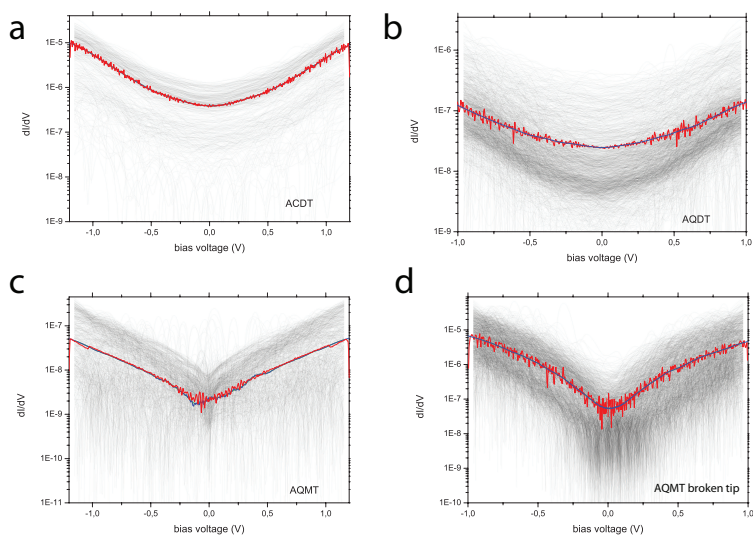 a
1E-5
1E-6
1E-7
1E-8
1E-9
dI/dV
ACDT
-1,0
-0,5
0,0
0,5
1,0
bias voltage (V)
b
1E-6
1E-7
1E-8
1E-9
dI/dV
AQDT
-1,0
-0,5
0,0
0,5
1,0
bias voltage (V)
c
1E-7
1E-8
1E-9
1E-10
1E-11
dI/dV
AQMT
-1,0
-0,5
0,0
0,5
1,0
bias voltage (V)
d
1E-5
1E-6
1E-7
1E-8
1E-9
1E-10
dI/dV
AQMT broken tip
-1,0
-0,5
0,0
0,5
1,0
bias voltage (V)